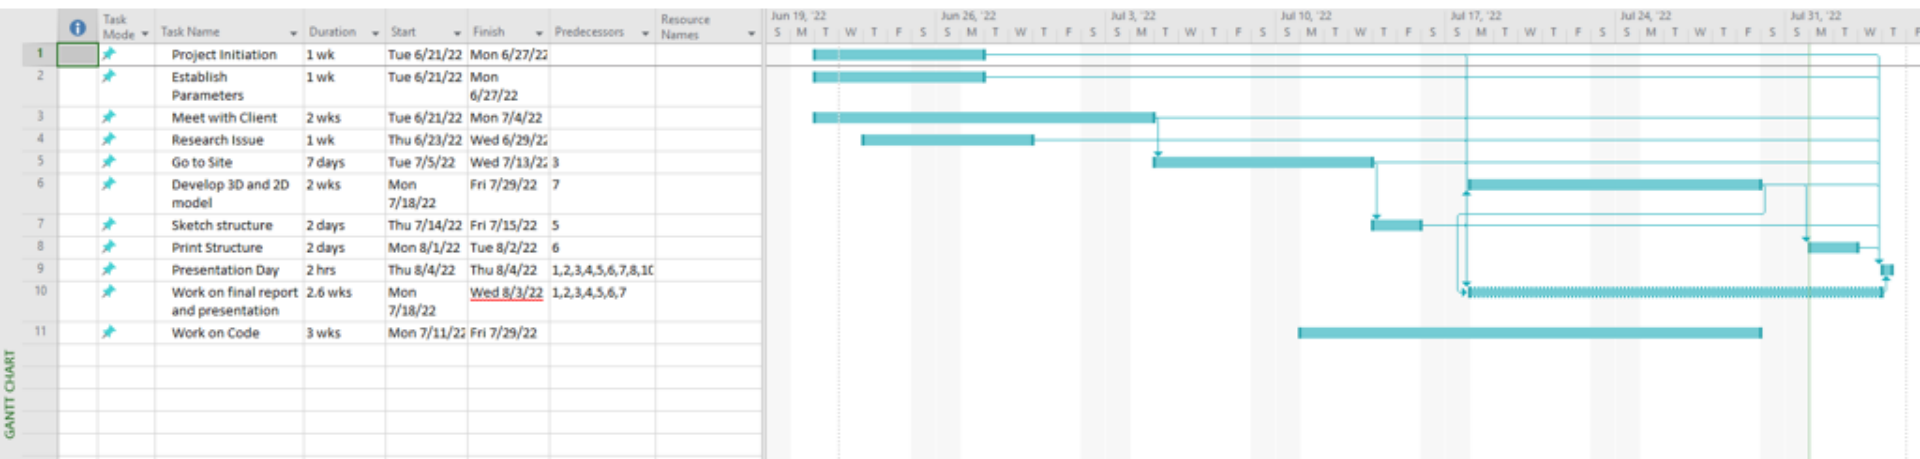 Task Mode Task Name Duration Start Finish Predecessors Resource Names
1 Project Initiation 1 wk Tue 6/21/22 Mon 6/27/22
2 Establish Parameters 1 wk Tue 6/21/22 Mon 6/27/22
3 Meet with Client 2 wks Tue 6/21/22 Mon 7/4/22
4 Research Issue 1 wk Thu 6/23/22 Wed 6/29/22
5 Go to Site 7 days Tue 7/5/22 Wed 7/13/22 3
6 Develop 3D and 2D model 2 wks Mon 7/18/22 Fri 7/29/22 7
7 Sketch structure 2 days Thu 7/14/22 Fri 7/15/22 5
8 Print Structure 2 days Mon 8/1/22 Tue 8/2/22 6
9 Presentation Day 2 hrs Thu 8/4/22 Thu 8/4/22 1,2,3,4,5,6,7,8,10
10 Work on final report and presentation 2.6 wks Mon 7/18/22 Wed 8/3/22 1,2,3,4,5,6,7
11 Work on Code 3 wks Mon 7/11/22 Fri 7/29/22
GANTT CHART
Jun 19, '22 Jun 26, '22 Jul 3, '22 Jul 10, '22 Jul 17, '22 Jul 24, '22 Jul 31, '22
S M T W T F S S M T W T F S S M T W T F S S M T W T F S S M T W T F S S M T W T F S S M T W T F